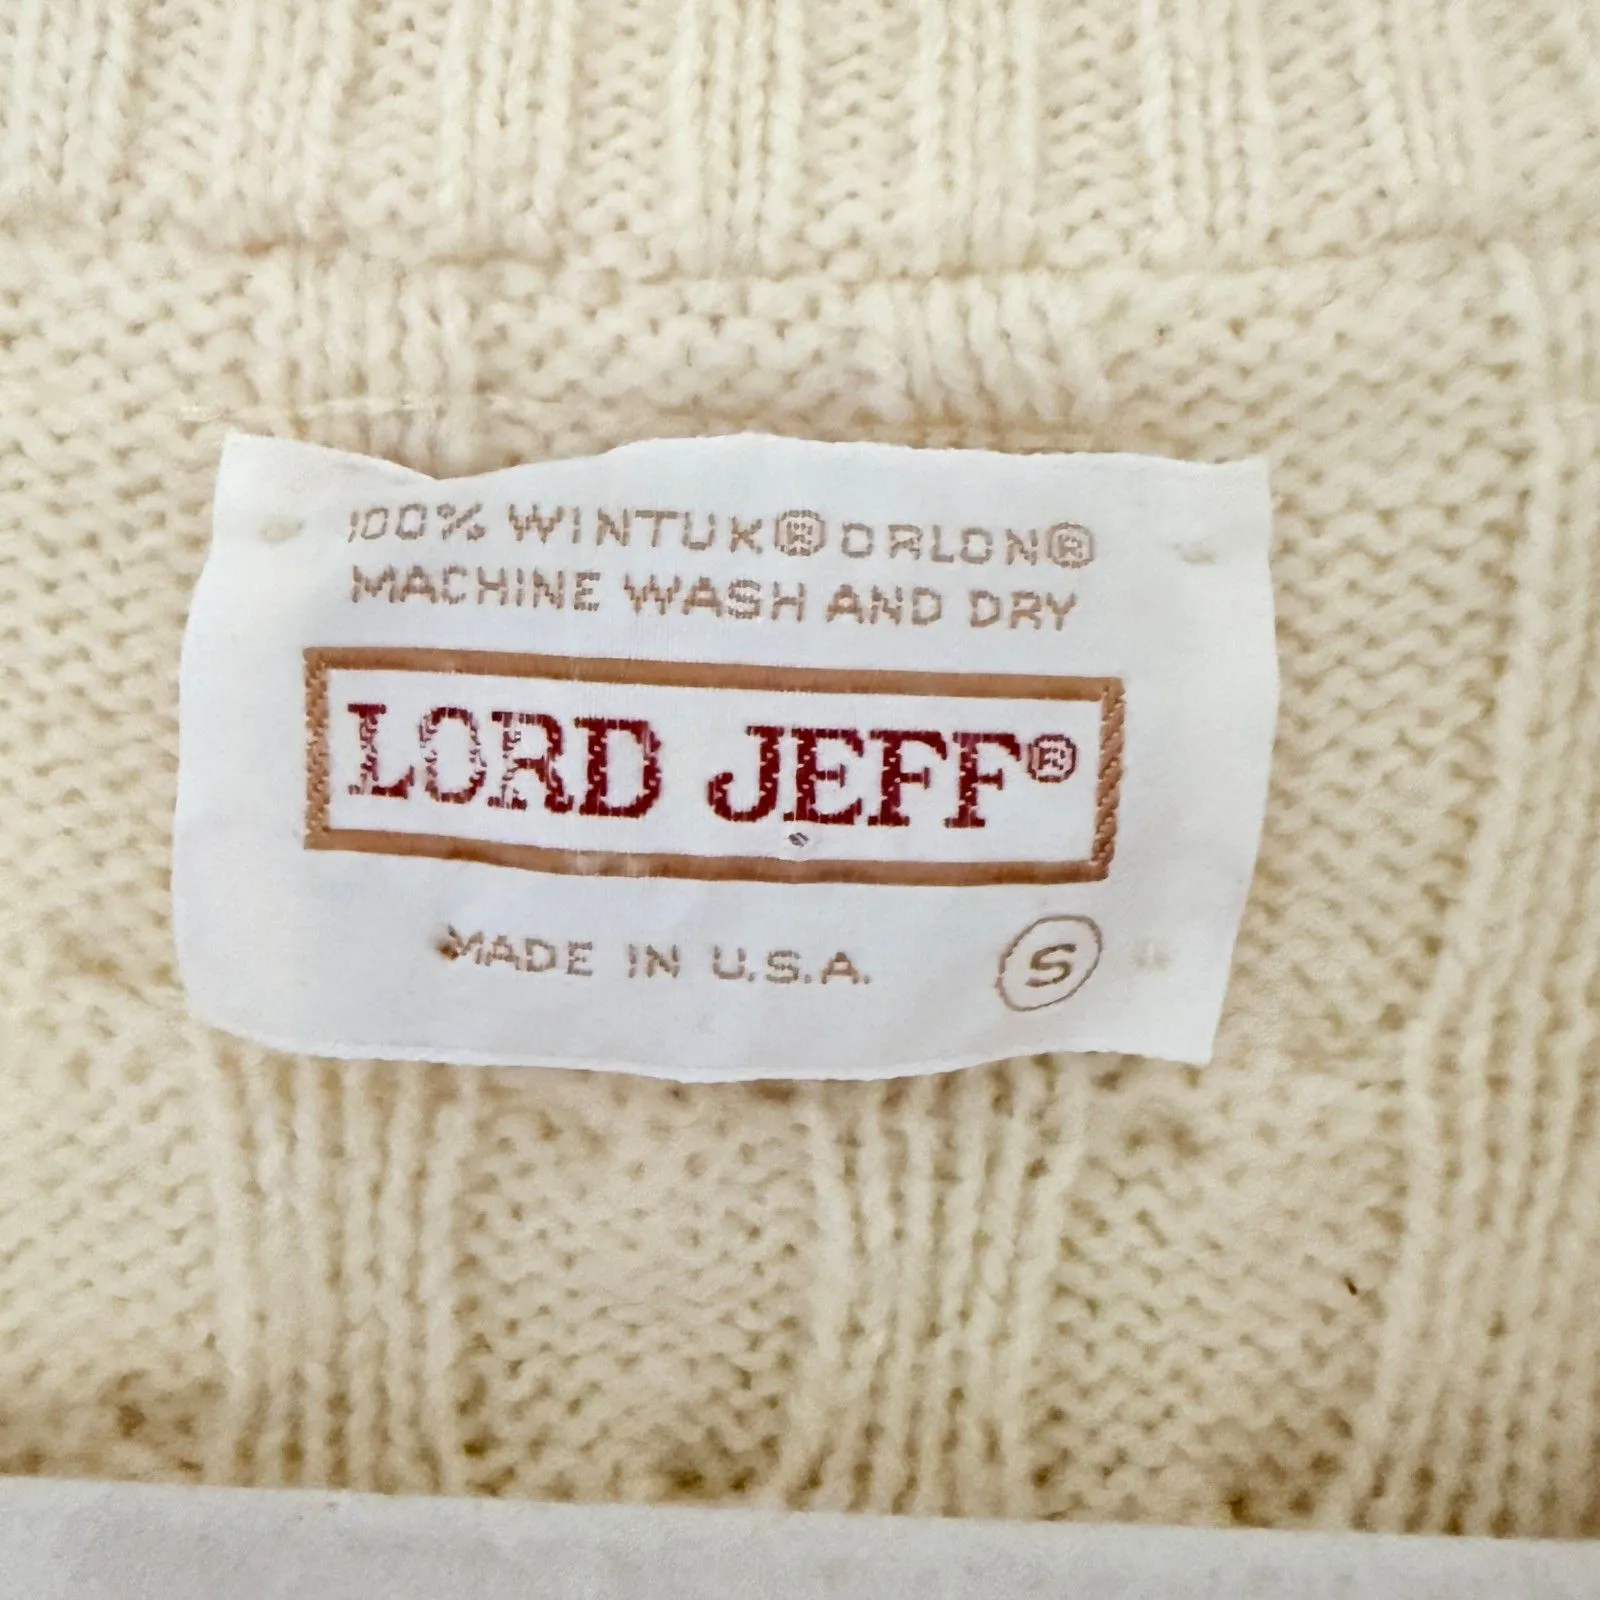 100% WINTUK® ORLON®
MACHINE WASH AND DRY
LORD JEFF®
MADE IN U.S.A. S